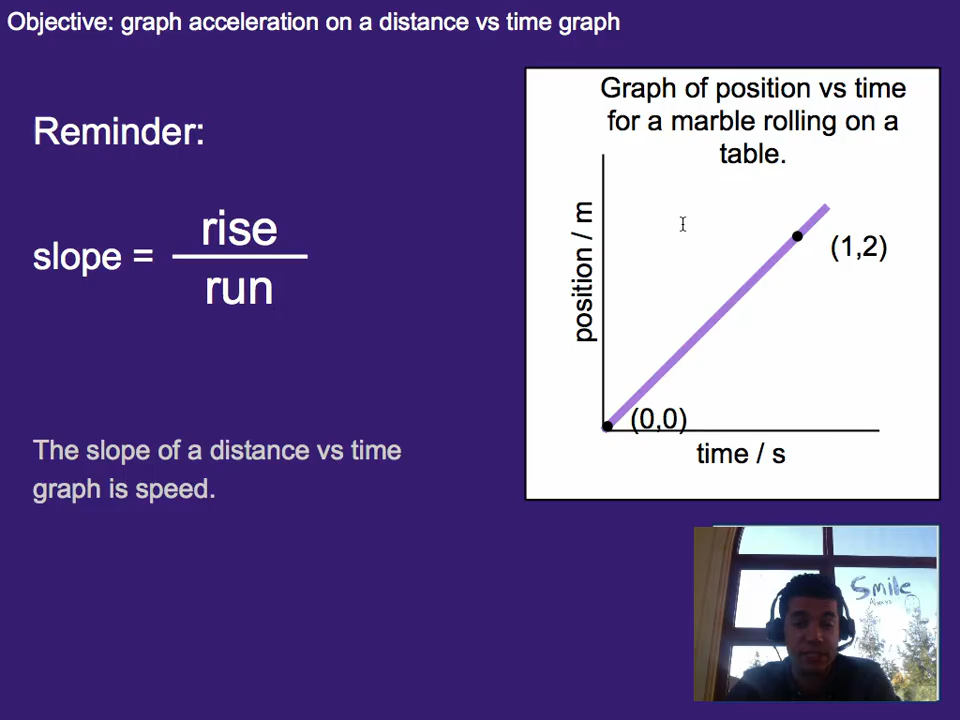 Objective: graph acceleration on a distance vs time graph
Reminder:
slope =
rise
run
The slope of a distance vs time
graph is speed.
Graph of position vs time
for a marble rolling on a
table.
position / m
(1,2)
(0,0)
time / s
Smile
Always